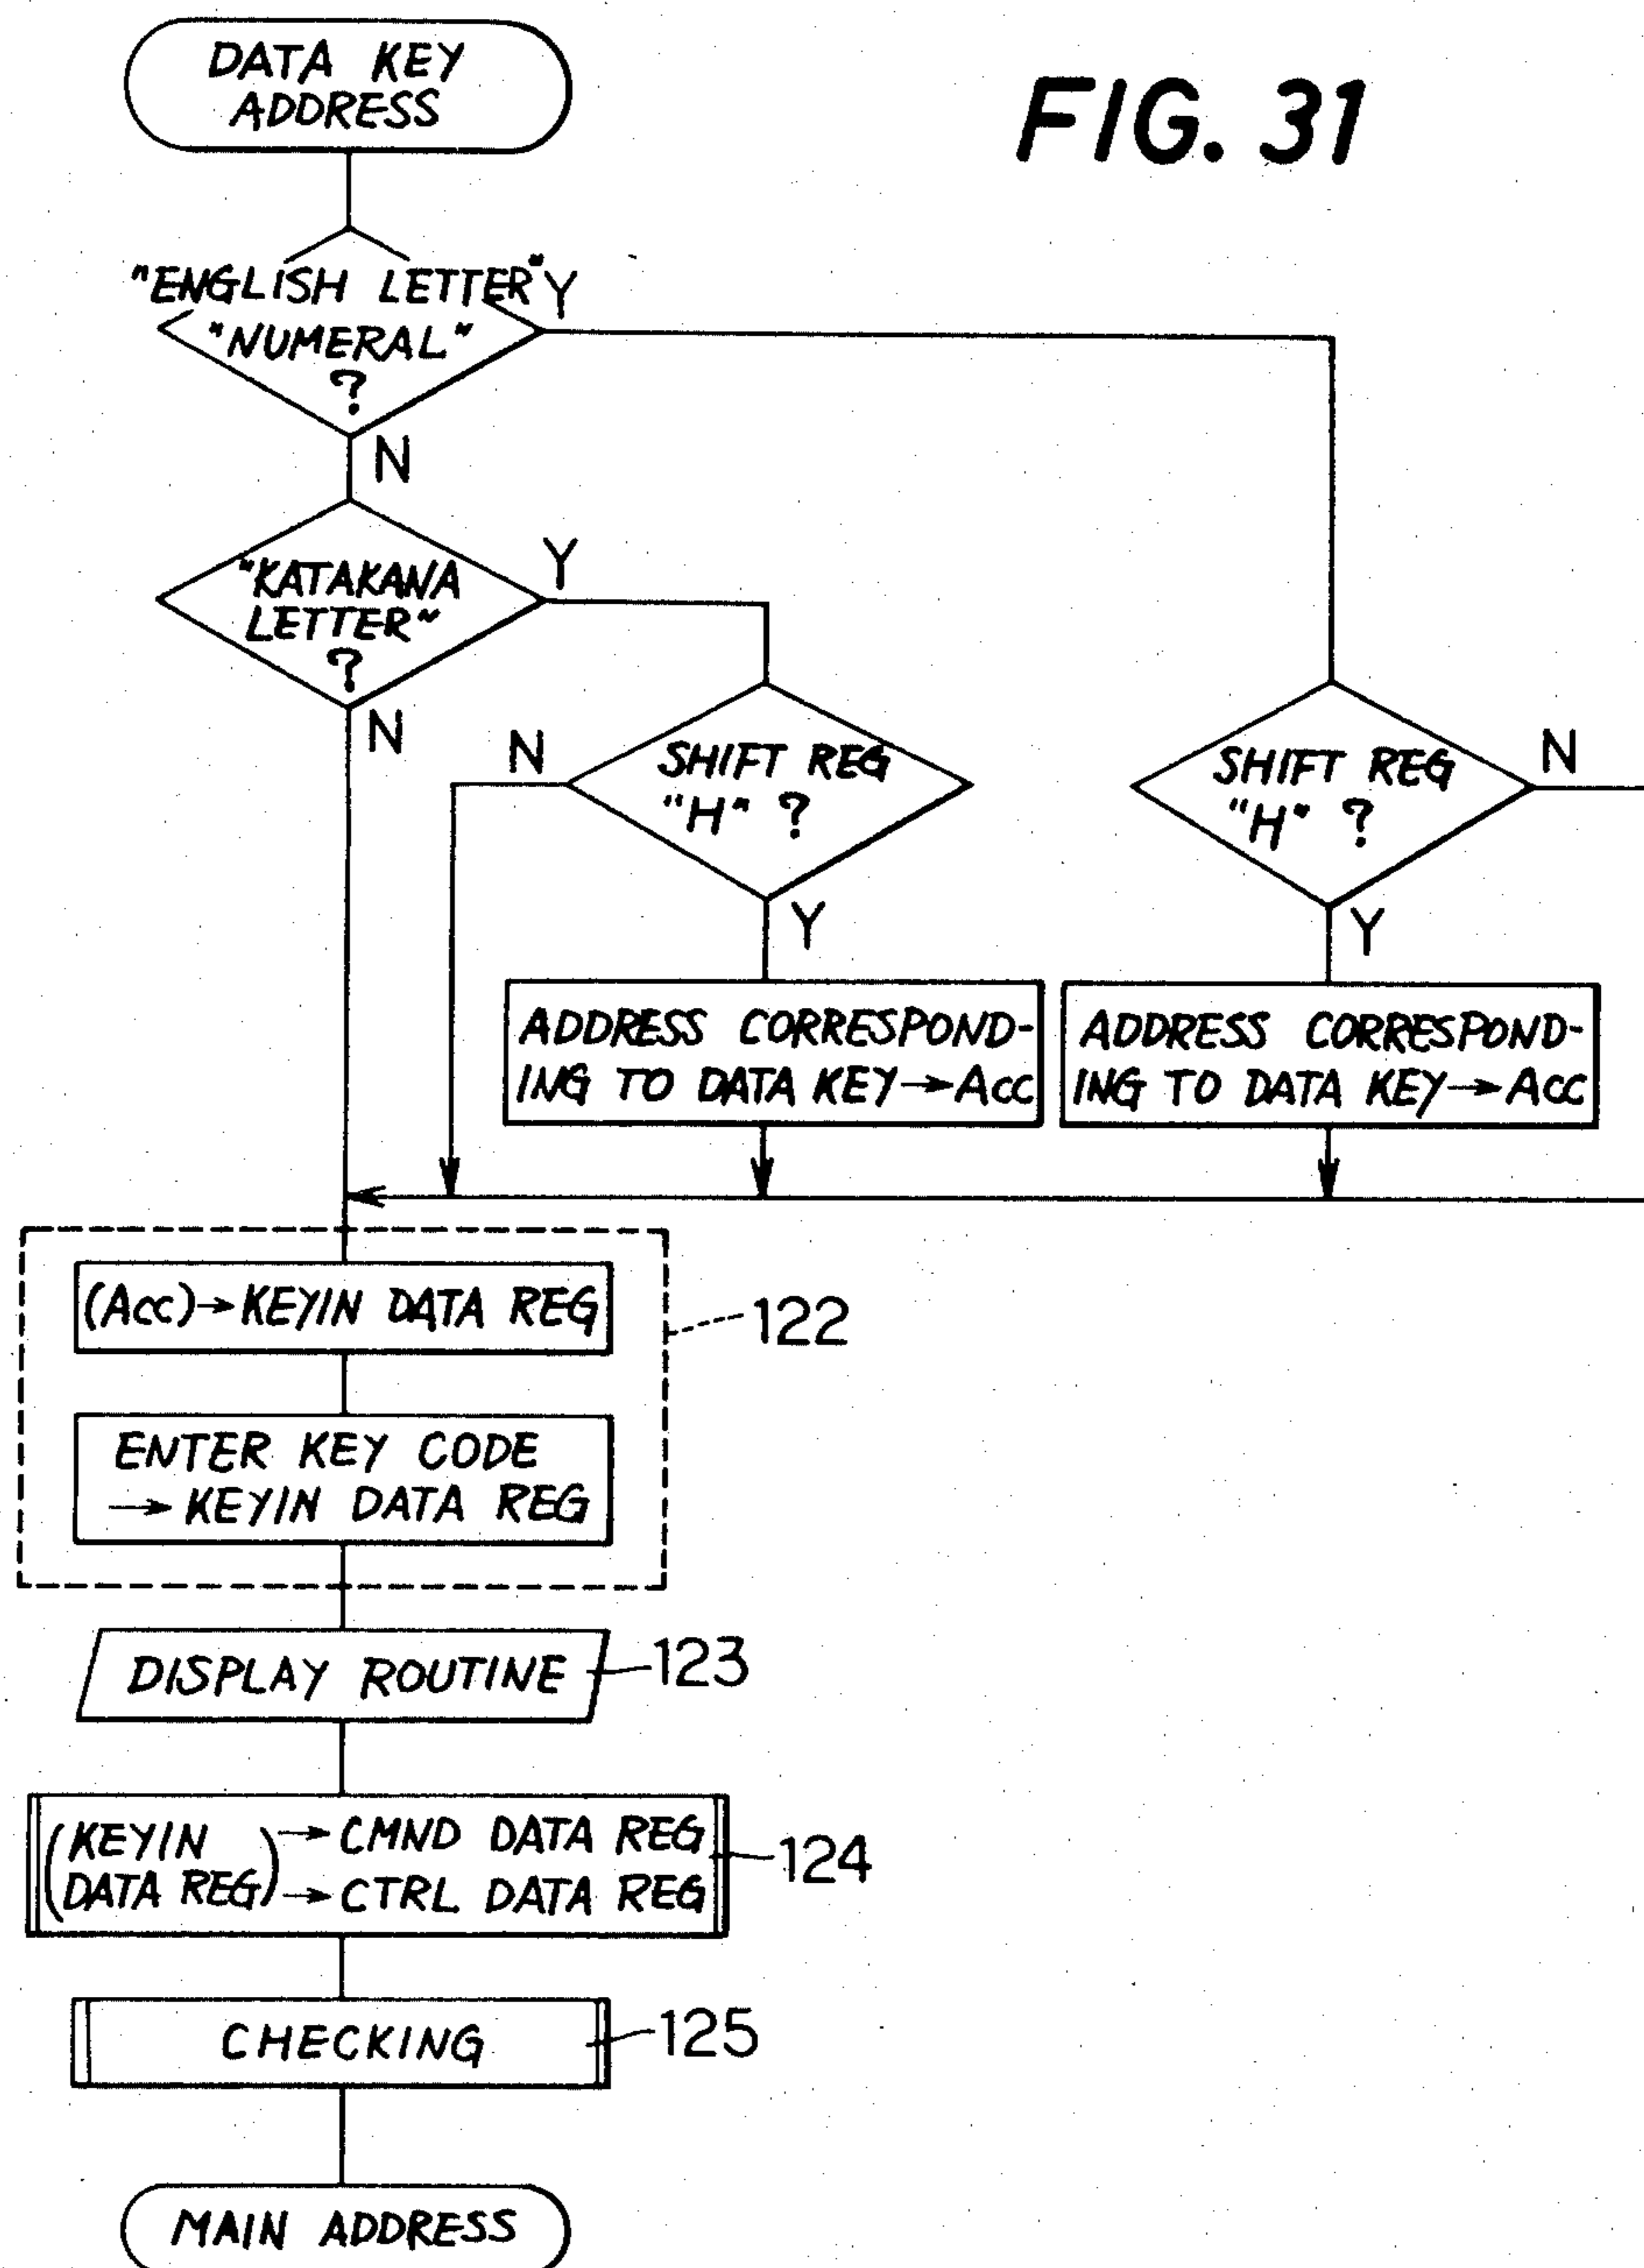 DATA KEY
ADDRESS
FIG. 31
"ENGLISH LETTER" Y
"NUMERAL"
?
N
"KATAKANA
LETTER"
?
Y
N
N
SHIFT REG
"H" ?
Y
SHIFT REG
"H" ?
N
Y
ADDRESS CORRESPOND-
ING TO DATA KEY→ACC
ADDRESS CORRESPOND-
ING TO DATA KEY→ACC
(ACC)→KEYIN DATA REG
122
ENTER KEY CODE
→ KEYIN DATA REG
DISPLAY ROUTINE
123
(KEYIN DATA REG) → CMND DATA REG
→ CTRL DATA REG
124
CHECKING
125
MAIN ADDRESS